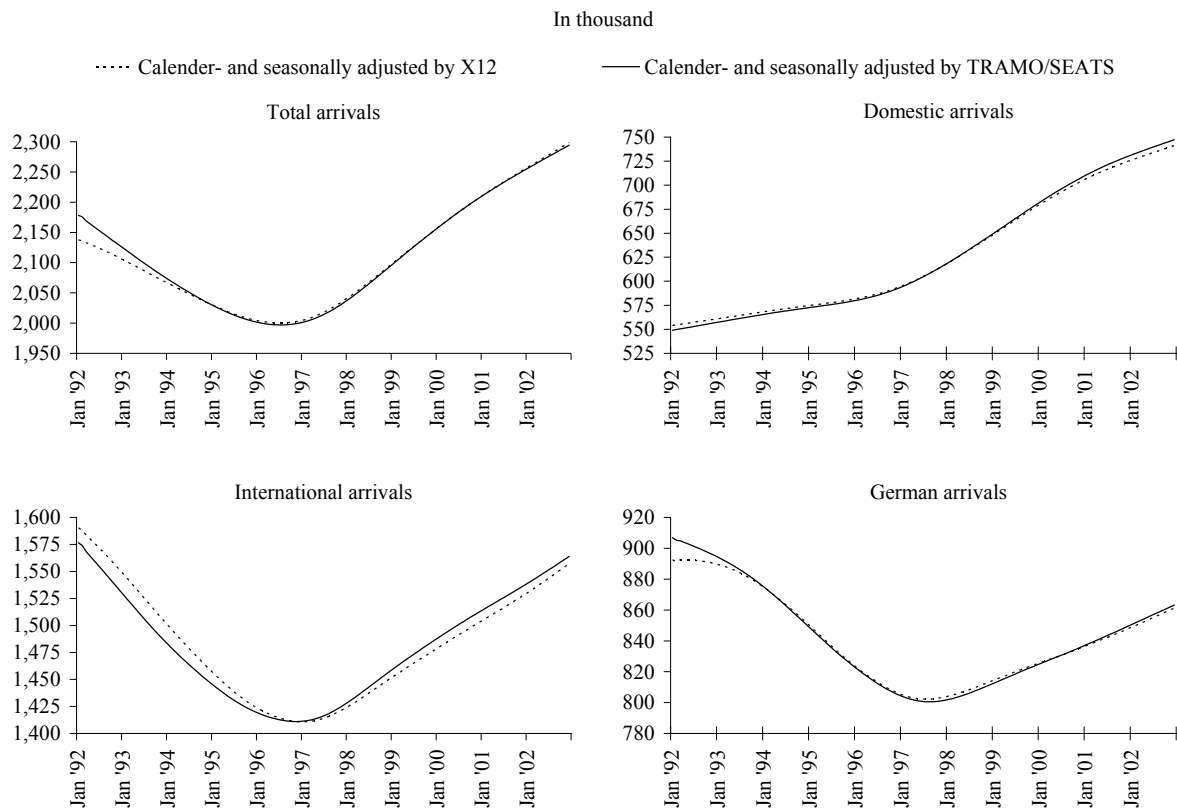 In thousand
Calender- and seasonally adjusted by X12
Calender- and seasonally adjusted by TRAMO/SEATS
Total arrivals
2,300
2,250
2,200
2,150
2,100
2,050
2,000
1,950
Jan '92
Jan '93
Jan '94
Jan '95
Jan '96
Jan '97
Jan '98
Jan '99
Jan '00
Jan '01
Jan '02
Domestic arrivals
750
725
700
675
650
625
600
575
550
525
Jan '92
Jan '93
Jan '94
Jan '95
Jan '96
Jan '97
Jan '98
Jan '99
Jan '00
Jan '01
Jan '02
International arrivals
1,600
1,575
1,550
1,525
1,500
1,475
1,450
1,425
1,400
Jan '92
Jan '93
Jan '94
Jan '95
Jan '96
Jan '97
Jan '98
Jan '99
Jan '00
Jan '01
Jan '02
German arrivals
920
900
880
860
840
820
800
780
Jan '92
Jan '93
Jan '94
Jan '95
Jan '96
Jan '97
Jan '98
Jan '99
Jan '00
Jan '01
Jan '02